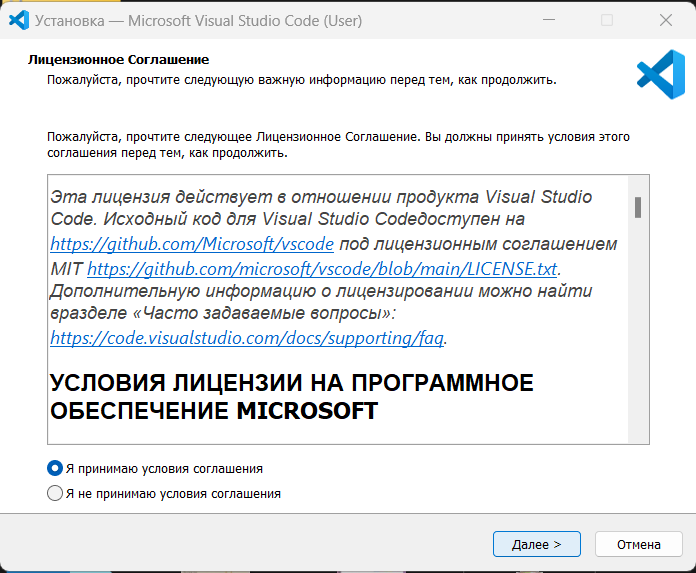 Установка — Microsoft Visual Studio Code (User)
Лицензионное Соглашение
Пожалуйста, прочтите следующую важную информацию перед тем, как продолжить.
Пожалуйста, прочтите следующее Лицензионное Соглашение. Вы должны принять условия этого
соглашения перед тем, как продолжить.
Эта лицензия действует в отношении продукта Visual Studio
Code. Исходный код для Visual Studio Codeдоступен на
https://github.com/Microsoft/vscode под лицензионным соглашением
MIT https://github.com/microsoft/vscode/blob/main/LICENSE.txt.
Дополнительную информацию о лицензировании можно найти
вразделе «Часто задаваемые вопросы»:
https://code.visualstudio.com/docs/supporting/faq.
УСЛОВИЯ ЛИЦЕНЗИИ НА ПРОГРАММНОЕ
ОБЕСПЕЧЕНИЕ MICROSOFT
Я принимаю условия соглашения
Я не принимаю условия соглашения
Далее >
Отмена